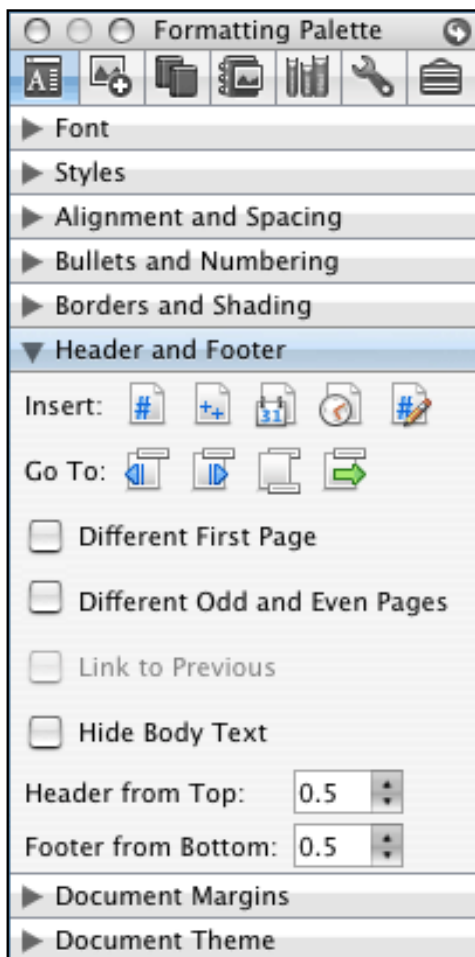 Formatting Palette
Font
Styles
Alignment and Spacing
Bullets and Numbering
Borders and Shading
Header and Footer
Insert:
Go To:
Different First Page
Different Odd and Even Pages
Link to Previous
Hide Body Text
Header from Top: 0.5
Footer from Bottom: 0.5
Document Margins
Document Theme